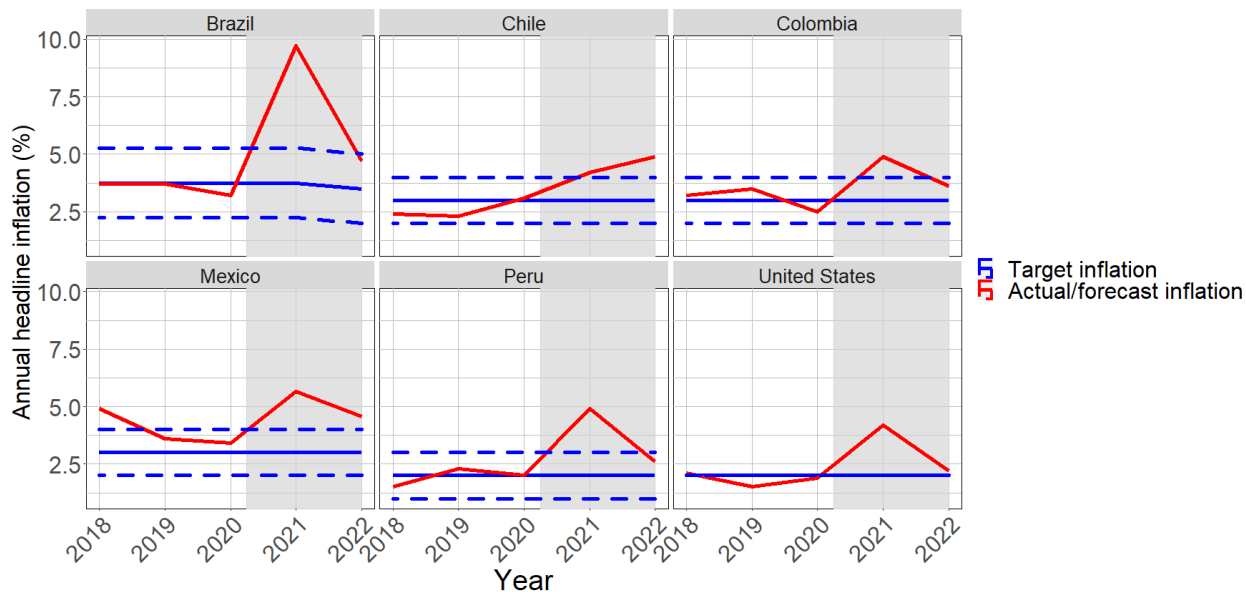 Brazil
Chile
Colombia
10.0
7.5
5.0
2.5
Mexico
Peru
United States
10.0
7.5
5.0
2.5
Annual headline inflation (%)
2018
2019
2020
2021
2022
2018
2019
2020
2021
2022
2018
2019
2020
2021
2022
Year
Target inflation
Actual/forecast inflation